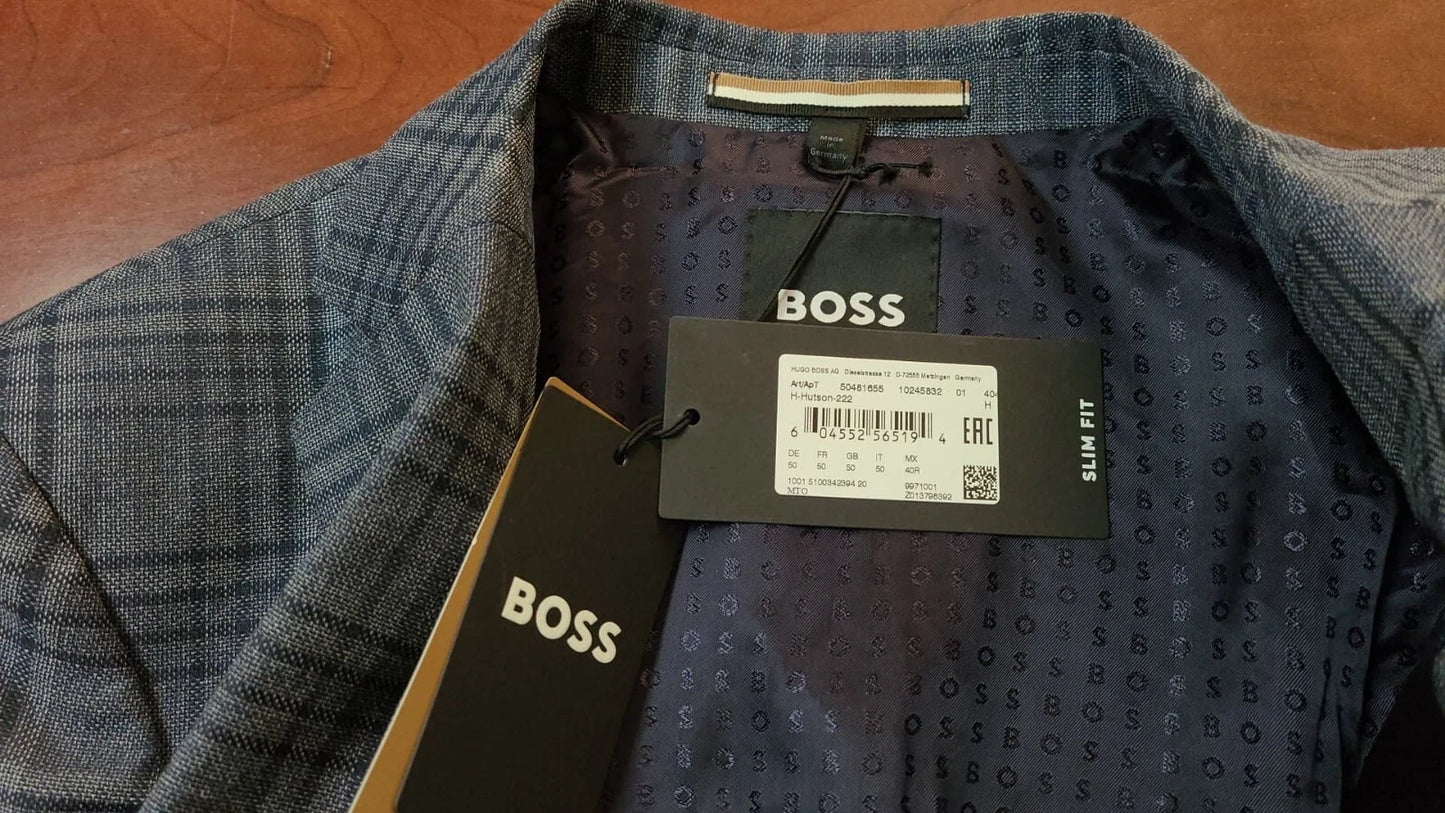 Made
in
Germany
BOSS
HUGO BOSS AG Dieselstrasse 12 D-72555 Metzingen Germany
Art/ApT 50481655 10245832 01 404
H-Hutson-222 H
6 04552 56519 4 EAC
DE FR GB IT MX
50 50 50 50 40R
1001 5100342394 20 9971001
MTO Z013796392
SLIM FIT
BOSS